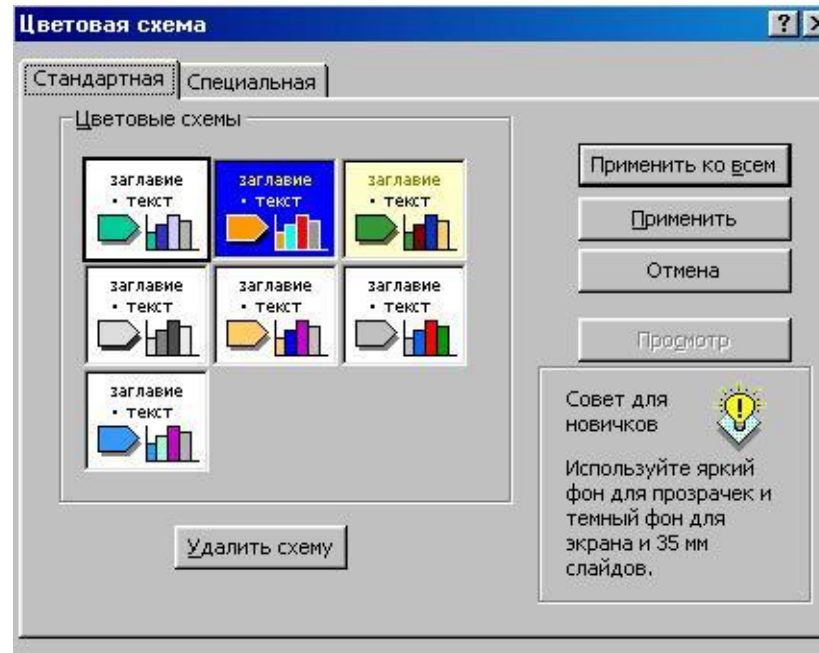 Цветовая схема
Стандартная Специальная
Цветовые схемы
заглавие
• текст
заглавие
• текст
заглавие
• текст
заглавие
• текст
заглавие
• текст
заглавие
• текст
заглавие
• текст
Удалить схему
Применить ко всем
Применить
Отмена
Просмотр
Совет для
новичков
Используйте яркий
фон для прозрачек и
темный фон для
экрана и 35 мм
слайдов.